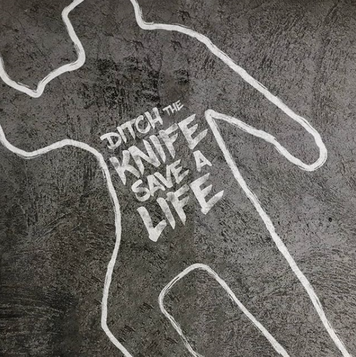 DITCH THE
KNIFE
SAVE A
LIFE